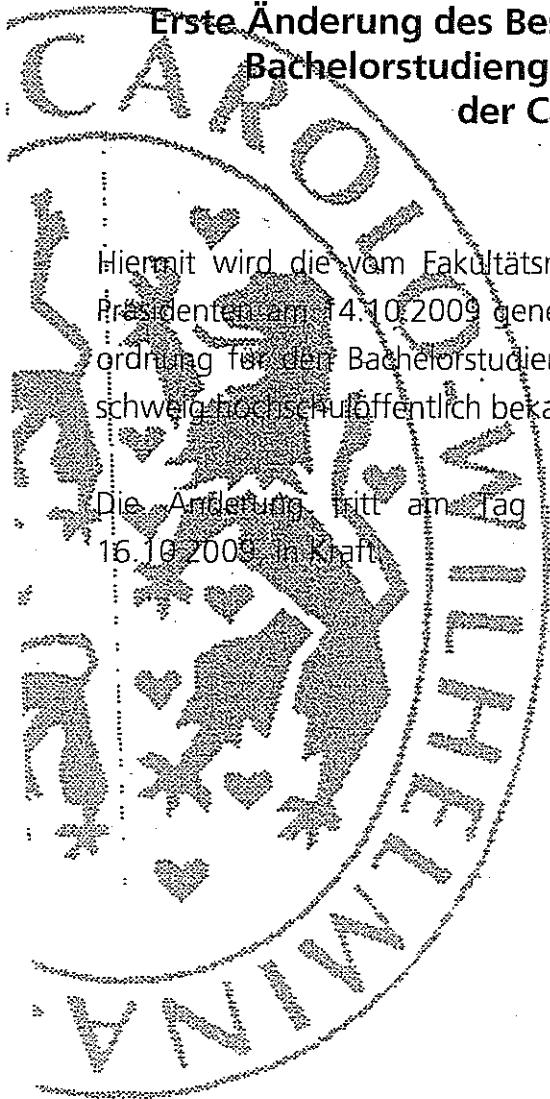 Erste Änderung des Bes
Bachelorstudieng
der C
Hiermit wird die vom Fakultätsr
Präsidenten am 14.10.2009 gene
ordnung für den Bachelorstudien
schweig hochschulöffentlich beka
Die Änderung tritt am Tag
16.10.2009, in Kraft.
CAROLO-WILHELMINA